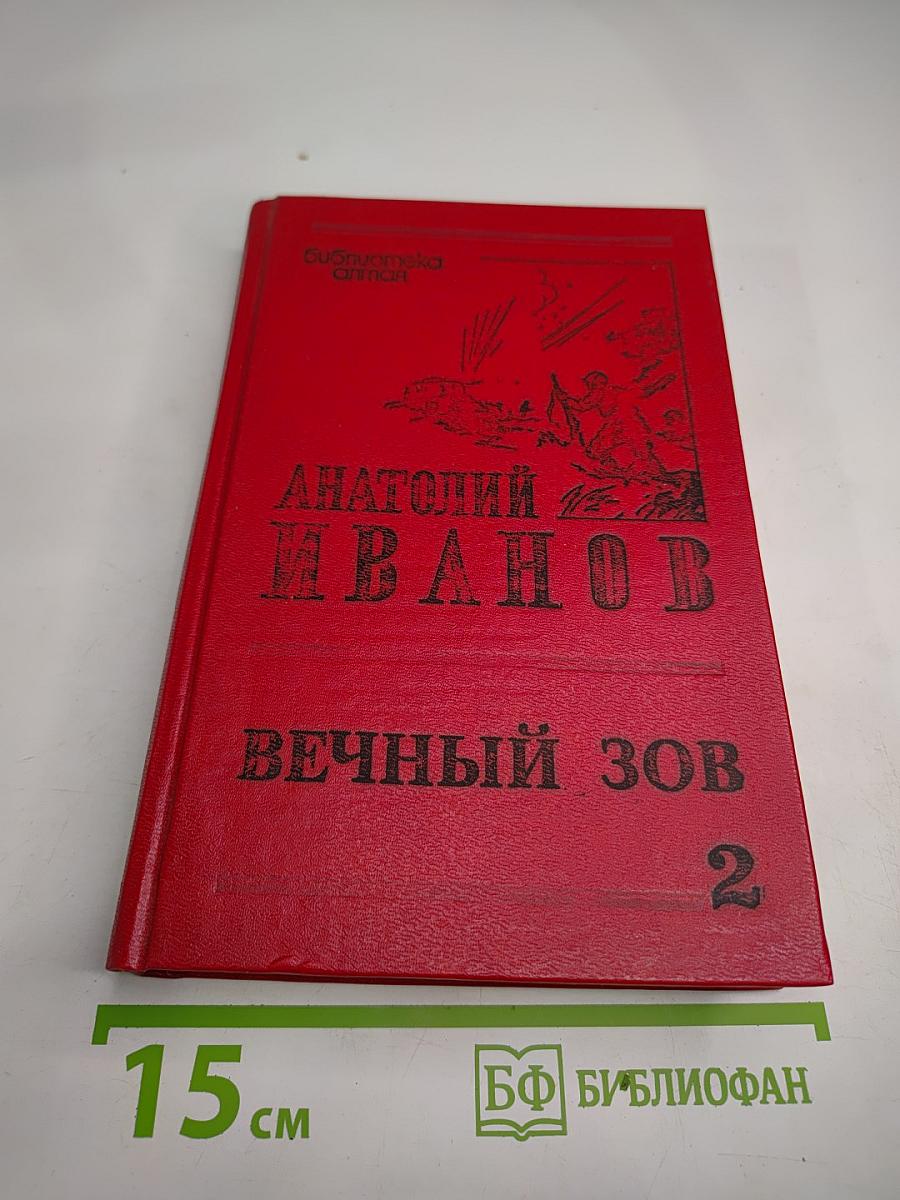 библиотека
алтая
АНАТОЛИЙ
ИВАНОВ
ВЕЧНЫЙ ЗОВ
2
15 см
БФ БИБЛИОФАН